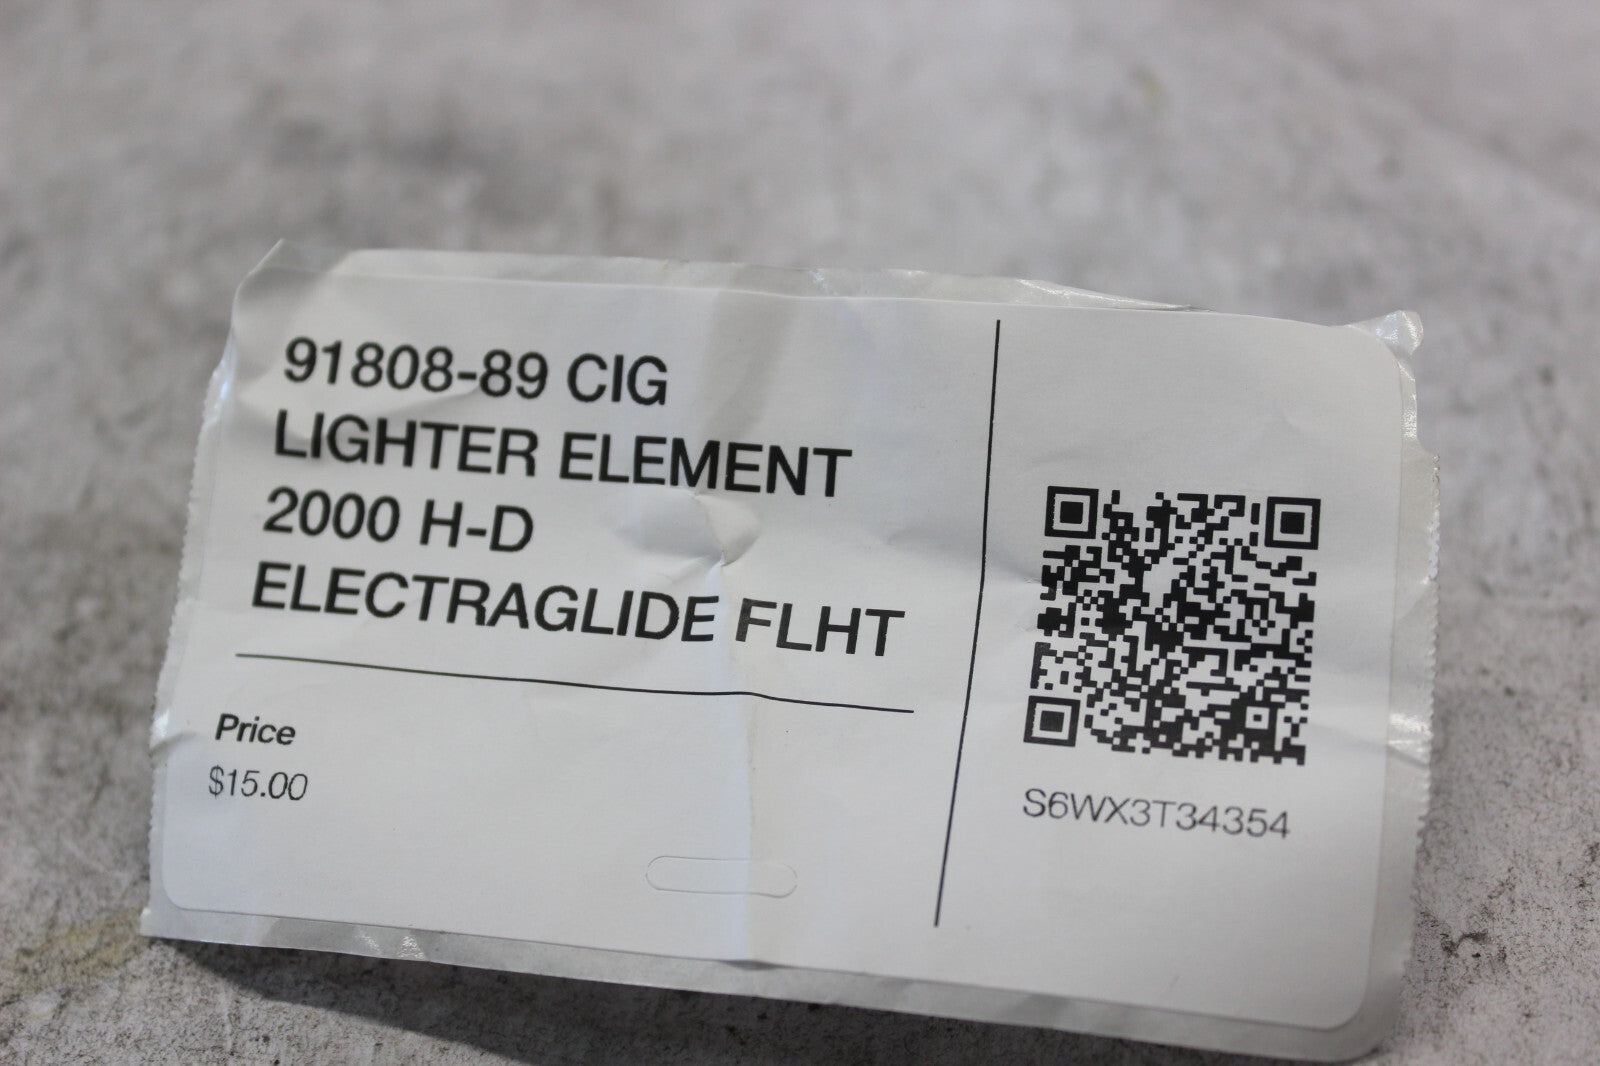 91808-89 CIG
LIGHTER ELEMENT
2000 H-D
ELECTRAGLIDE FLHT
Price
$15.00
S6WX3T34354